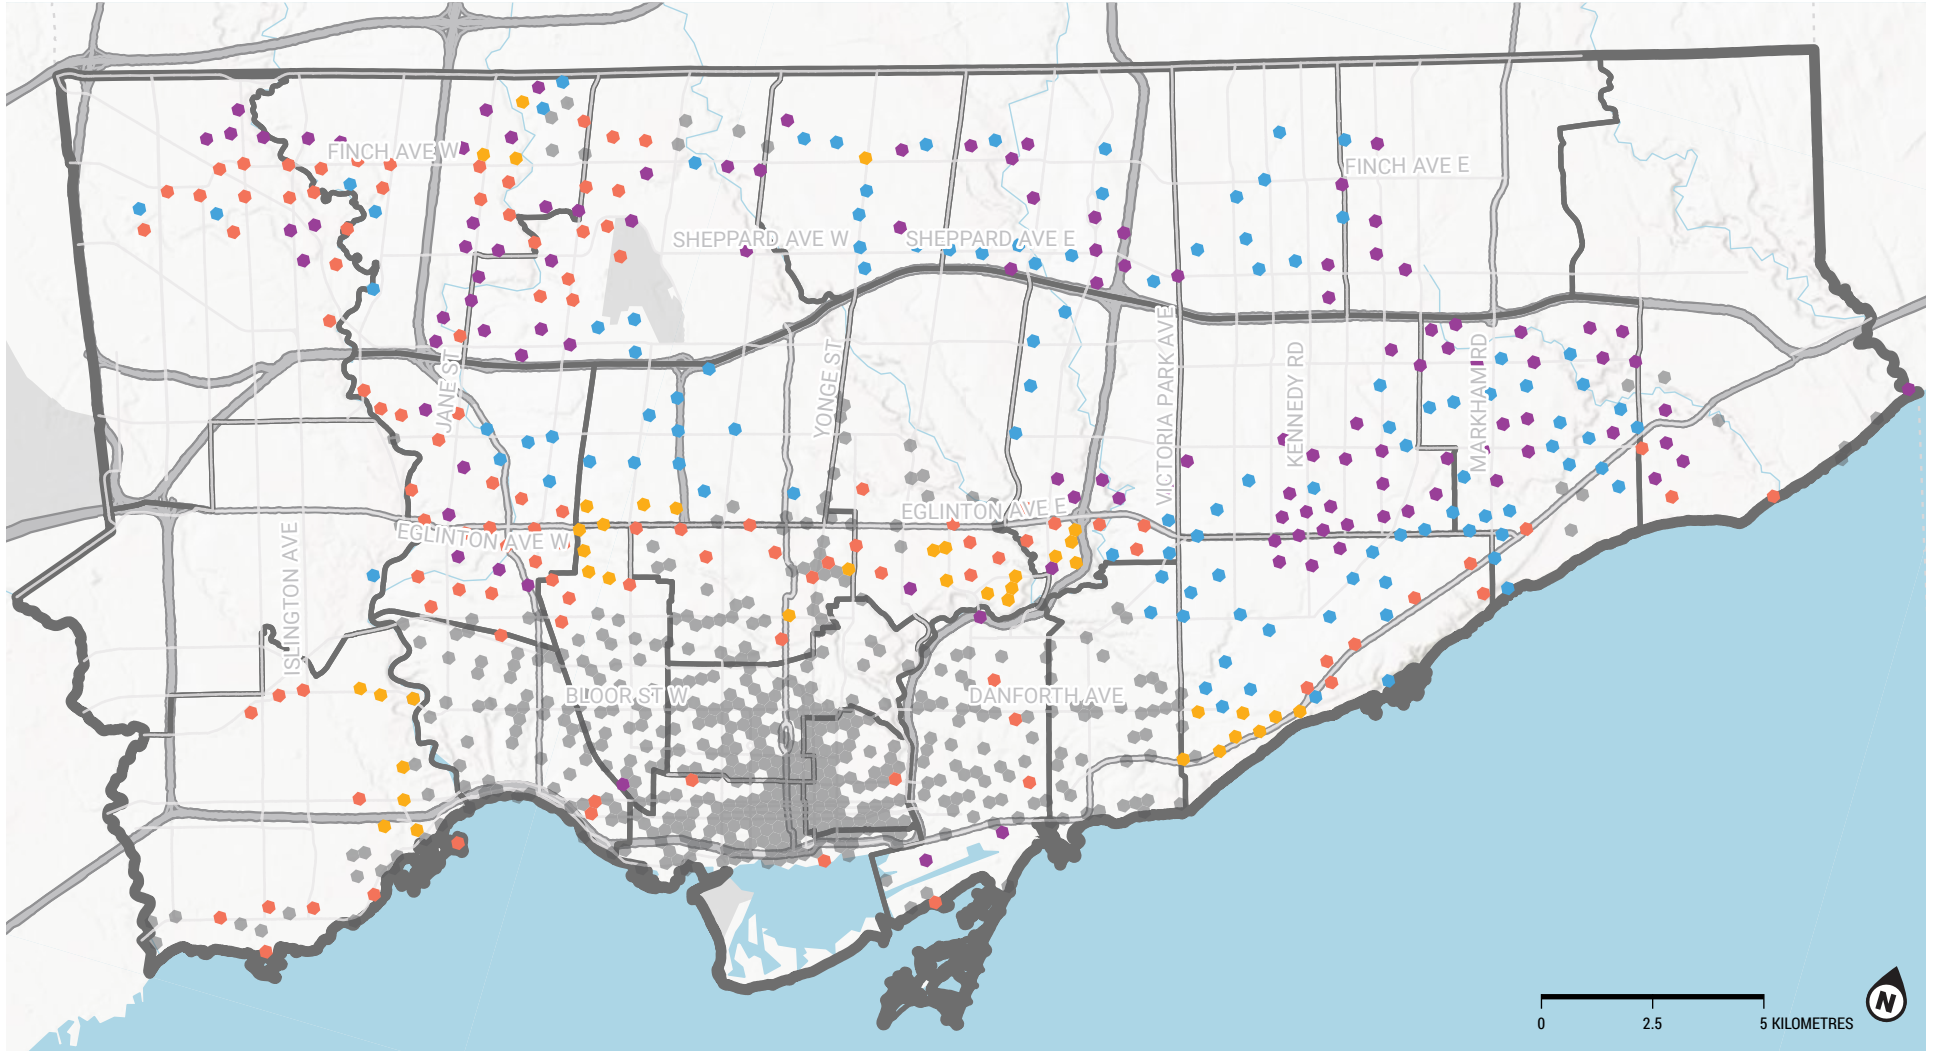 FINCH AVE W
FINCH AVE E
SHEPPARD AVE W
SHEPPARD AVE E
JANE ST
YONGE ST
VICTORIA PARK AVE
KENNEDY RD
MARKHAM RD
EGLINTON AVE W
EGLINTON AVE E
ISLINGTON AVE
BLOOR ST W
DANFORTH AVE
N
0 2.5 5 KILOMETRES